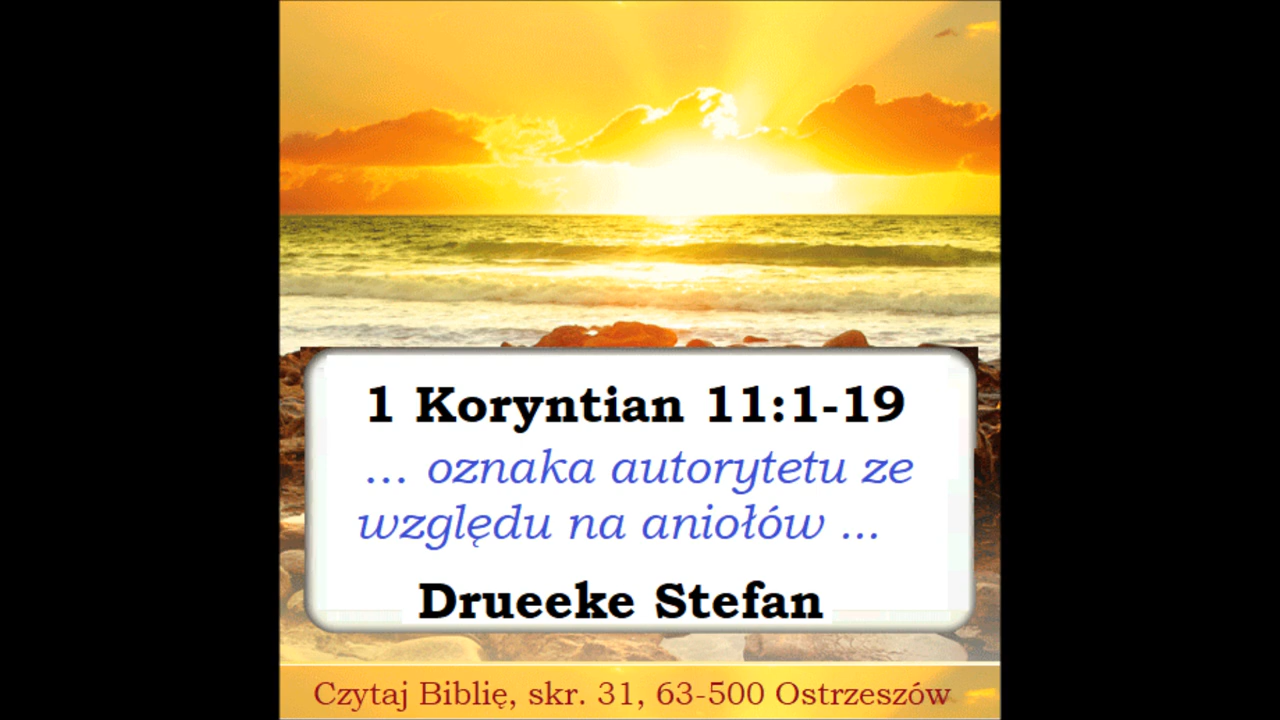 1 Koryntian 11:1-19
... oznaka autorytetu ze
względu na aniołów ...
Drueeke Stefan
Czytaj Biblię, skr. 31, 63-500 Ostrzeszów